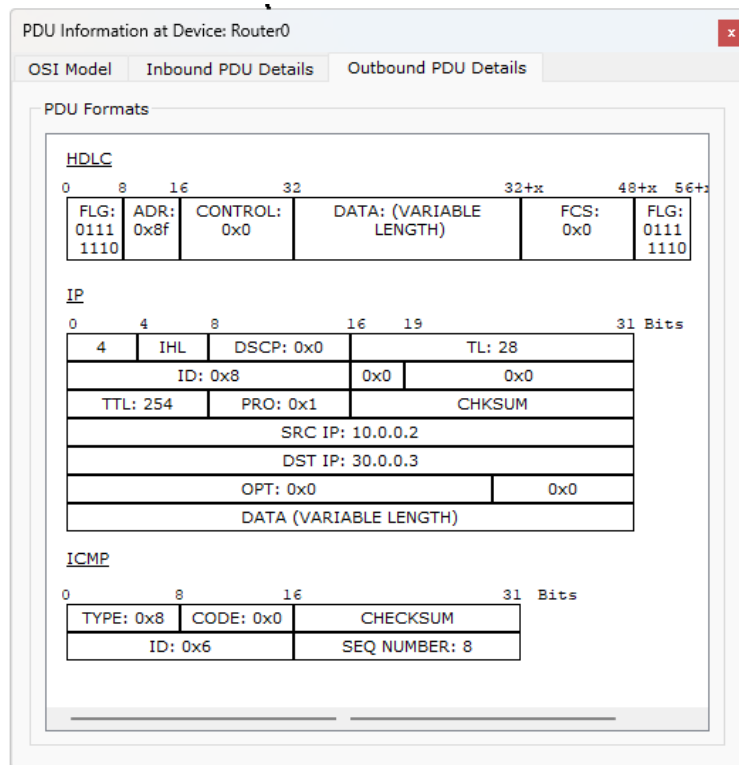 PDU Information at Device: Router0
x
OSI Model Inbound PDU Details Outbound PDU Details
PDU Formats
HDLC
0 8 16 32 32+x 48+x 56+x
FLG: ADR: CONTROL: DATA: (VARIABLE FCS: FLG:
0111 0x8f 0x0 LENGTH) 0x0 0111
1110 1110
IP
0 4 8 16 19 31 Bits
4 IHL DSCP: 0x0 TL: 28
ID: 0x8 0x0 0x0
TTL: 254 PRO: 0x1 CHKSUM
SRC IP: 10.0.0.2
DST IP: 30.0.0.3
OPT: 0x0 0x0
DATA (VARIABLE LENGTH)
ICMP
0 8 16 31 Bits
TYPE: 0x8 CODE: 0x0 CHECKSUM
ID: 0x6 SEQ NUMBER: 8